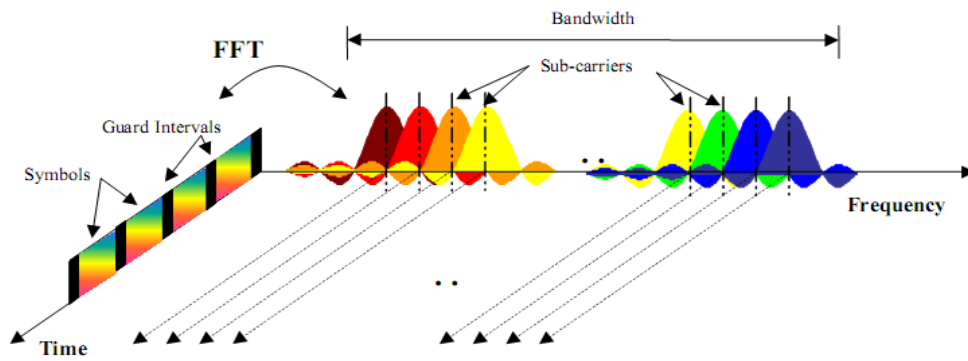 Bandwidth
FFT
Sub-carriers
Guard Intervals
Symbols
Frequency
Time